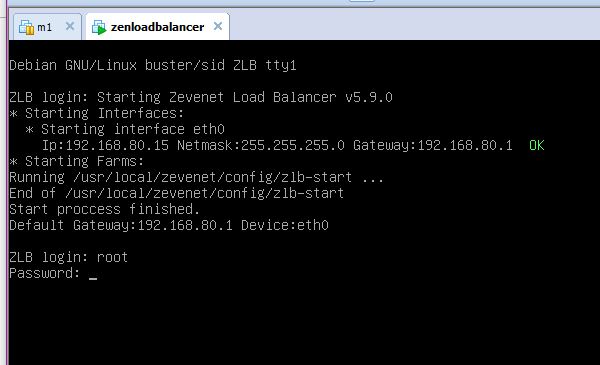 m1
zenloadbalancer
Debian GNU/Linux buster/sid ZLB tty1
ZLB login: Starting Zevenet Load Balancer v5.9.0
* Starting Interfaces:
* Starting interface eth0
Ip:192.168.80.15 Netmask:255.255.255.0 Gateway:192.168.80.1 OK
* Starting Farms:
Running /usr/local/zevenet/config/zlb-start ...
End of /usr/local/zevenet/config/zlb-start
Start proccess finished.
Default Gateway:192.168.80.1 Device:eth0
ZLB login: root
Password: _